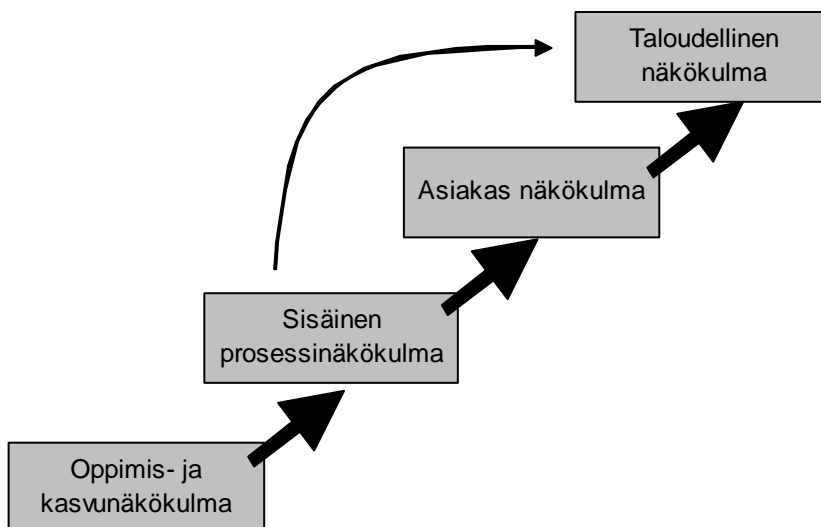 Taloudellinen
näkökulma
Asiakas näkökulma
Sisäinen
prosessinäkökulma
Oppimis- ja
kasvunäkökulma